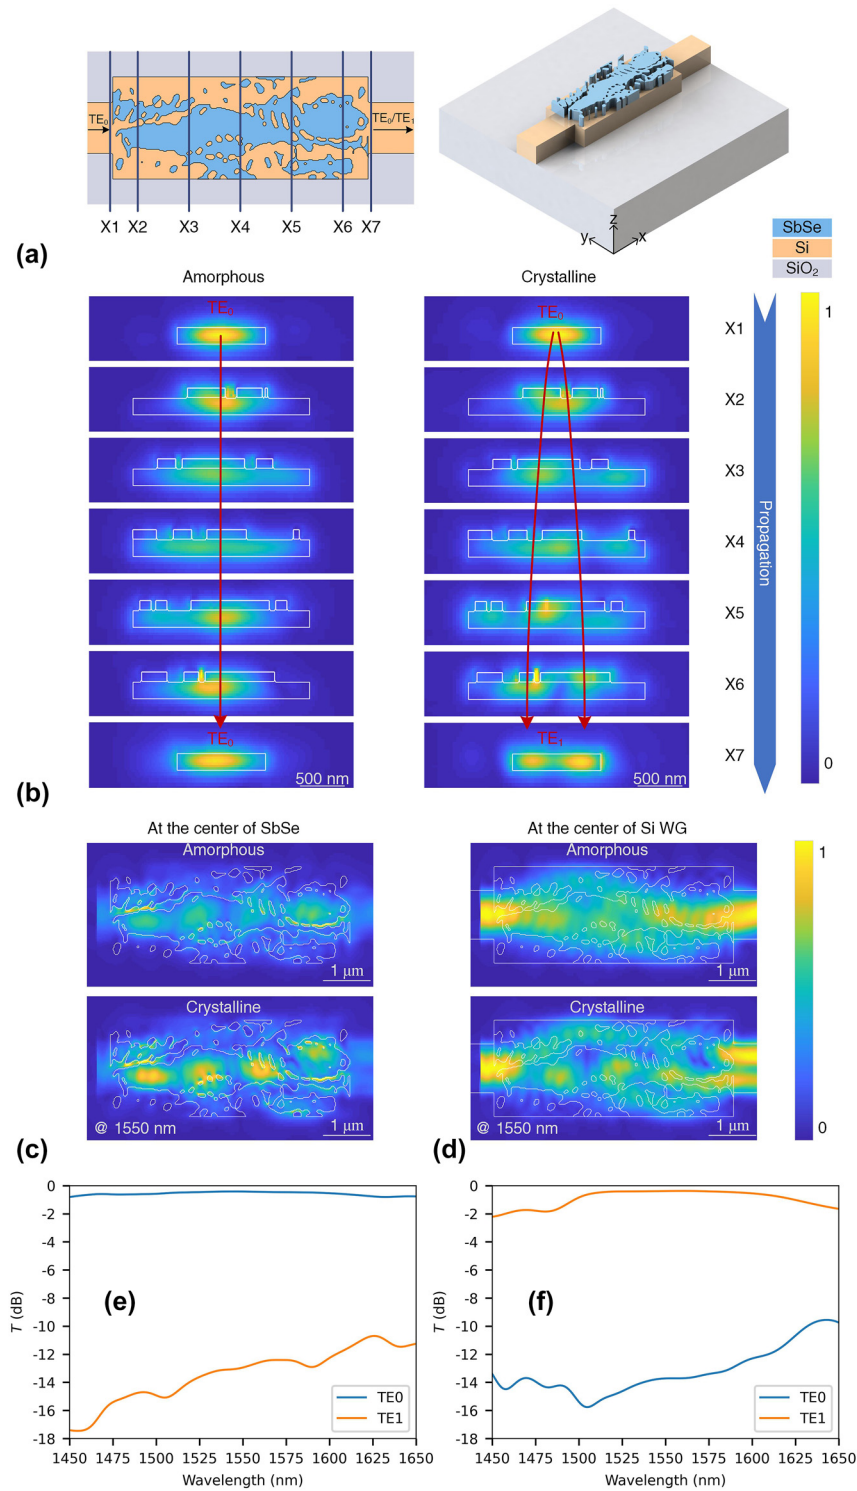 TE₀
TE₀/TE₁
X1 X2 X3 X4 X5 X6 X7
z
y x
(a)
SbSe
Si
SiO₂
Amorphous Crystalline
TE₀ TE₀
1
X1
X2
X3
X4
X5
X6
X7
Propagation
0
TE₀ TE₁
500 nm 500 nm
(b)
At the center of SbSe At the center of Si WG
Amorphous Amorphous
1
1 μm 1 μm
Crystalline Crystalline
@ 1550 nm 1 μm @ 1550 nm 1 μm
0
(c) (d)
0
-2
-4
-6
-8
-10
-12
-14
-16
-18
T (dB)
(e)
TE0
TE1
1450 1475 1500 1525 1550 1575 1600 1625 1650
Wavelength (nm)
0
-2
-4
-6
-8
-10
-12
-14
-16
-18
T (dB)
(f)
TE0
TE1
1450 1475 1500 1525 1550 1575 1600 1625 1650
Wavelength (nm)